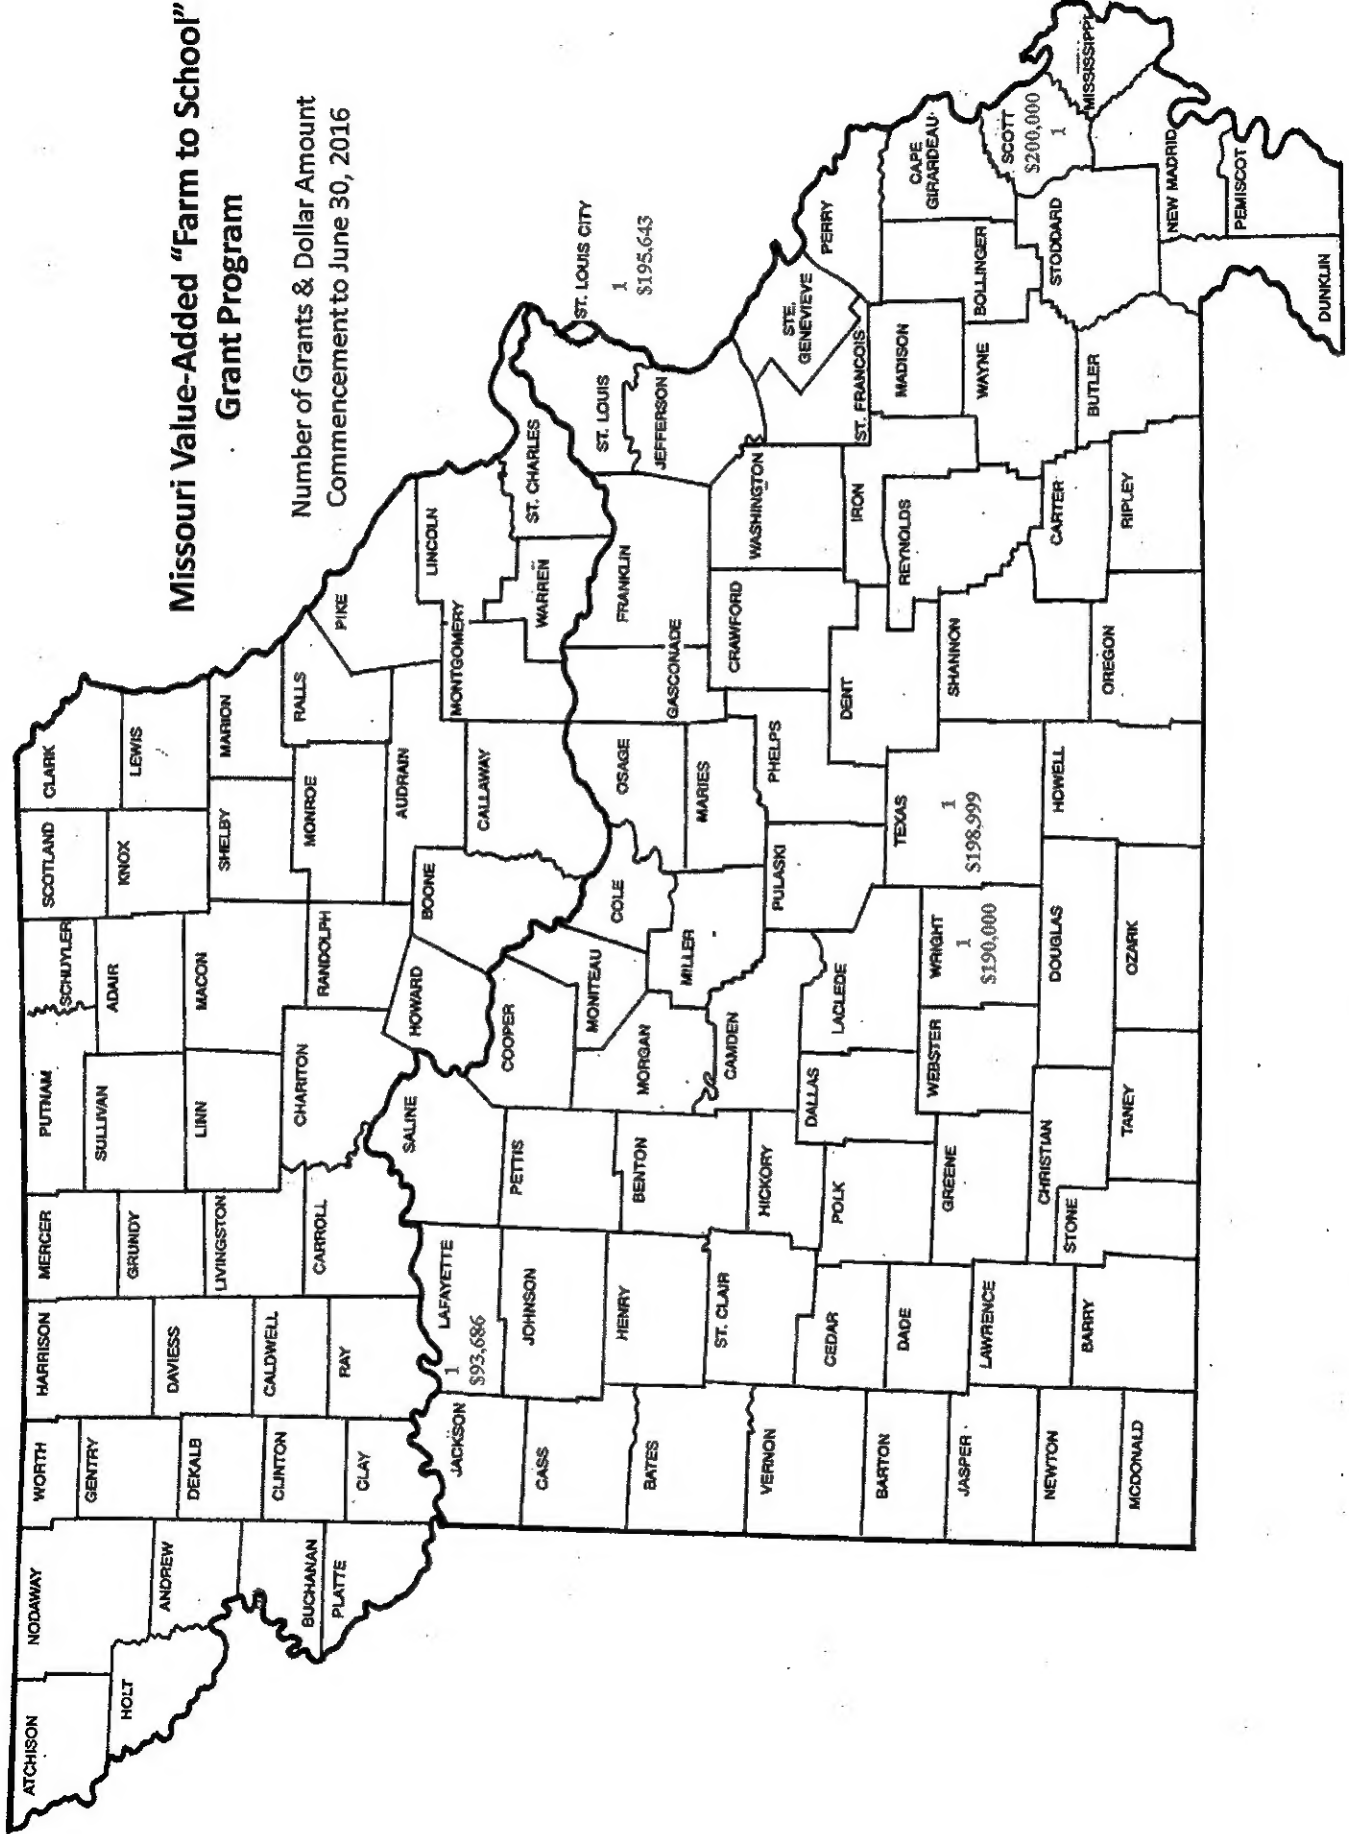 Missouri Value-Added "Farm to School"
Grant Program
Number of Grants & Dollar Amount
Commencement to June 30, 2016
ATCHISON
NODAWAY
WORTH
HARRISON
MERCER
PUTNAM
SCHUYLER
SCOTLAND
CLARK
HOLT
ANDREW
GENTRY
DEKALB
DAVIESS
GRUNDY
SULLIVAN
ADAIR
KNOX
LEWIS
BUCHANAN
CLINTON
CALDWELL
LIVINGSTON
LINN
MACON
SHELBY
MARION
PLATTE
CLAY
RAY
CARROLL
CHARITON
RANDOLPH
MONROE
RALLS
PIKE
JACKSON
LAFAYETTE
1
$93,686
SALINE
HOWARD
BOONE
AUDRAIN
CALLAWAY
MONTGOMERY
LINCOLN
WARREN
ST. CHARLES
ST. LOUIS
ST. LOUIS CITY
1
$195,643
CASS
JOHNSON
PETTIS
COOPER
MONITEAU
COLE
OSAGE
GASCONADE
FRANKLIN
JEFFERSON
BATES
HENRY
BENTON
MORGAN
MILLER
MARIES
CRAWFORD
WASHINGTON
STE.
GENEVIEVE
PERRY
VERNON
ST. CLAIR
HICKORY
CAMDEN
PULASKI
PHELPS
DENT
IRON
ST. FRANCOIS
MADISON
CAPE
GIRARDEAU
CEDAR
POLK
DALLAS
LACLEDE
TEXAS
1
$198,999
REYNOLDS
WAYNE
BOLLINGER
SCOTT
$200,000
1
MISSISSIPPI
BARTON
DADE
GREENE
WEBSTER
WRIGHT
1
$190,000
SHANNON
CARTER
BUTLER
STODDARD
NEW MADRID
JASPER
LAWRENCE
CHRISTIAN
DOUGLAS
HOWELL
OREGON
RIPLEY
DUNKLIN
PEMISCOT
NEWTON
MCDONALD
BARRY
STONE
TANEY
OZARK